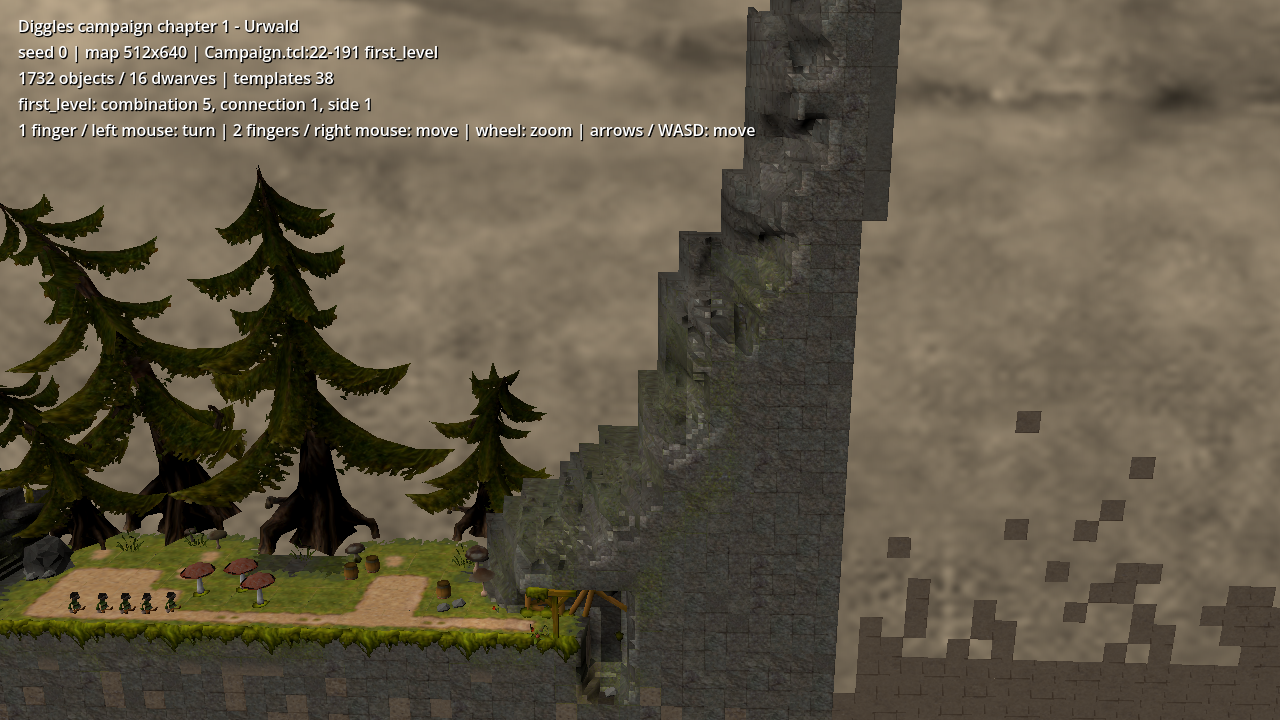 Diggles campaign chapter 1 - Urwald
seed 0 | map 512x640 | Campaign.tcl:22-191 first_level
1732 objects / 16 dwarves | templates 38
first_level: combination 5, connection 1, side 1
1 finger / left mouse: turn | 2 fingers / right mouse: move | wheel: zoom | arrows / WASD: move